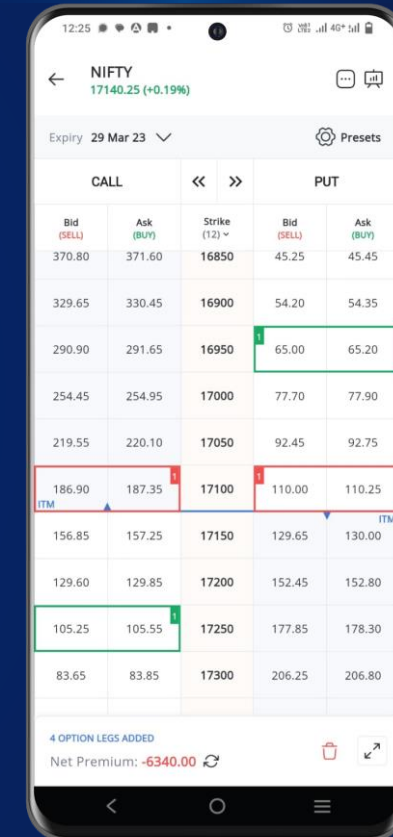 12:25
4G+
NIFTY
17140.25 (+0.19%)
Expiry 29 Mar 23 Presets
CALL « » PUT
Bid Ask Strike Bid Ask
(SELL) (BUY) (12) (SELL) (BUY)
370.80 371.60 16850 45.25 45.45
329.65 330.45 16900 54.20 54.35
290.90 291.65 16950 1 65.00 65.20
254.45 254.95 17000 77.70 77.90
219.55 220.10 17050 92.45 92.75
186.90 187.35 1 17100 1 110.00 110.25
ITM ITM
156.85 157.25 17150 129.65 130.00
129.60 129.85 17200 152.45 152.80
105.25 105.55 1 17250 177.85 178.30
83.65 83.85 17300 206.25 206.80
4 OPTION LEGS ADDED
Net Premium: -6340.00